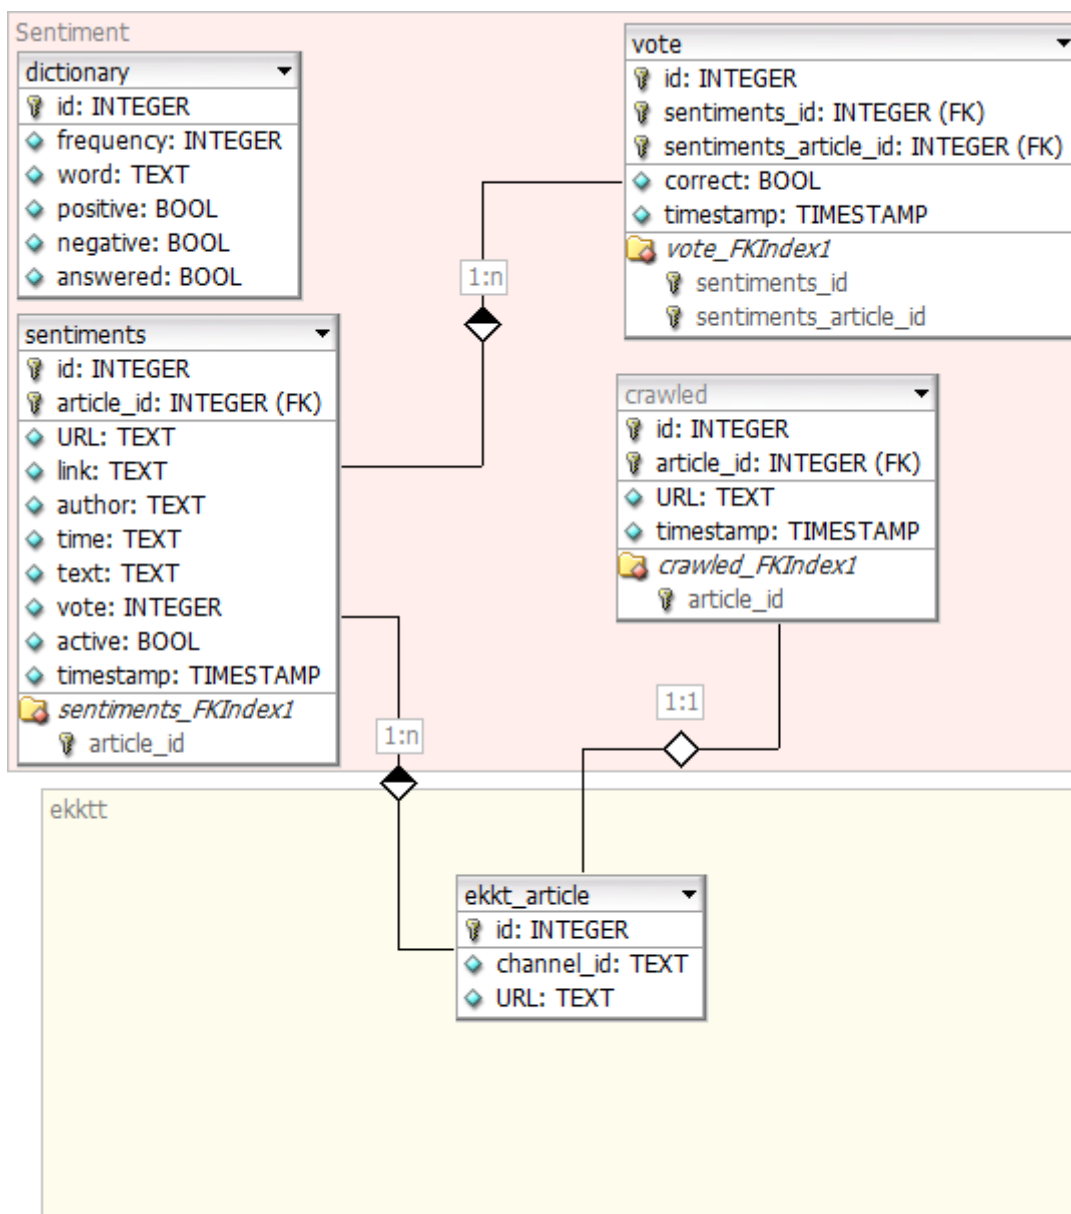 Sentiment
dictionary
id: INTEGER
frequency: INTEGER
word: TEXT
positive: BOOL
negative: BOOL
answered: BOOL
sentiments
id: INTEGER
article_id: INTEGER (FK)
URL: TEXT
link: TEXT
author: TEXT
time: TEXT
text: TEXT
vote: INTEGER
active: BOOL
timestamp: TIMESTAMP
sentiments_FKIndex1
article_id
1:n
vote
id: INTEGER
sentiments_id: INTEGER (FK)
sentiments_article_id: INTEGER (FK)
correct: BOOL
timestamp: TIMESTAMP
vote_FKIndex1
sentiments_id
sentiments_article_id
crawled
id: INTEGER
article_id: INTEGER (FK)
URL: TEXT
timestamp: TIMESTAMP
crawled_FKIndex1
article_id
1:1
1:n
ekktt
ekkt_article
id: INTEGER
channel_id: TEXT
URL: TEXT